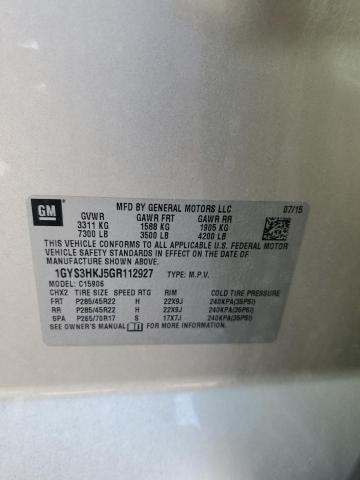 GM
MFD BY GENERAL MOTORS LLC 07/15
GVWR GAWR FRT GAWR RR
3311 KG 1588 KG 1905 KG
7300 LB 3500 LB 4200 LB
THIS VEHICLE CONFORMS TO ALL APPLICABLE U.S. FEDERAL MOTOR
VEHICLE SAFETY STANDARDS IN EFFECT ON THE DATE OF
MANUFACTURE SHOWN ABOVE.
1GYS3HKJ5GR112927 TYPE: M.P.V.
MODEL: C15906
CHX2 TIRE SIZE SPEED RTG RIM COLD TIRE PRESSURE
FRT P285/45R22 H 22X9J 240KPA(35PSI)
RR P285/45R22 H 22X9J 240KPA(35PSI)
SPA P265/70R17 S 17X7J 240KPA(35PSI)
SEE OWNER'S MANUAL FOR MORE INFORMATION.